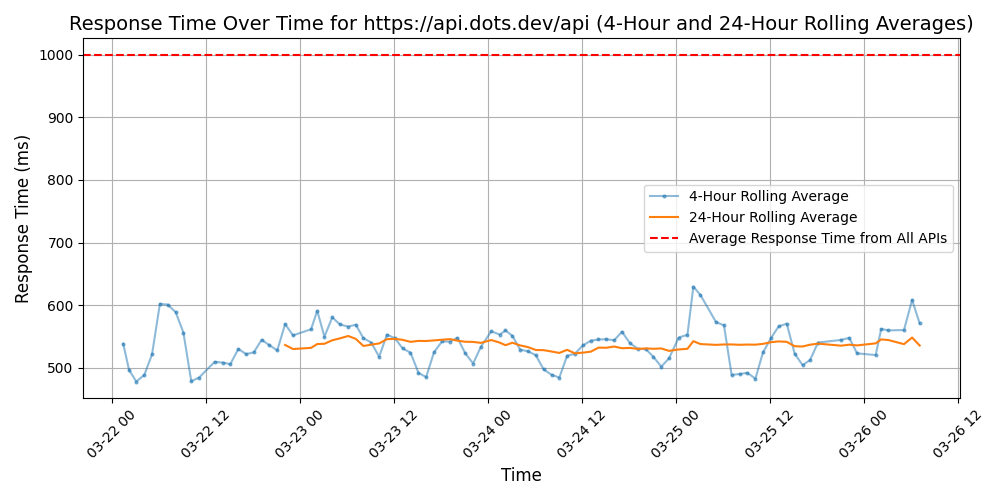 Response Time Over Time for https://api.dots.dev/api (4-Hour and 24-Hour Rolling Averages)
Response Time (ms)
1000
900
800
700
600
500
4-Hour Rolling Average
24-Hour Rolling Average
Average Response Time from All APIs
03-22 00
03-22 12
03-23 00
03-23 12
03-24 00
03-24 12
03-25 00
03-25 12
03-26 00
03-26 12
Time